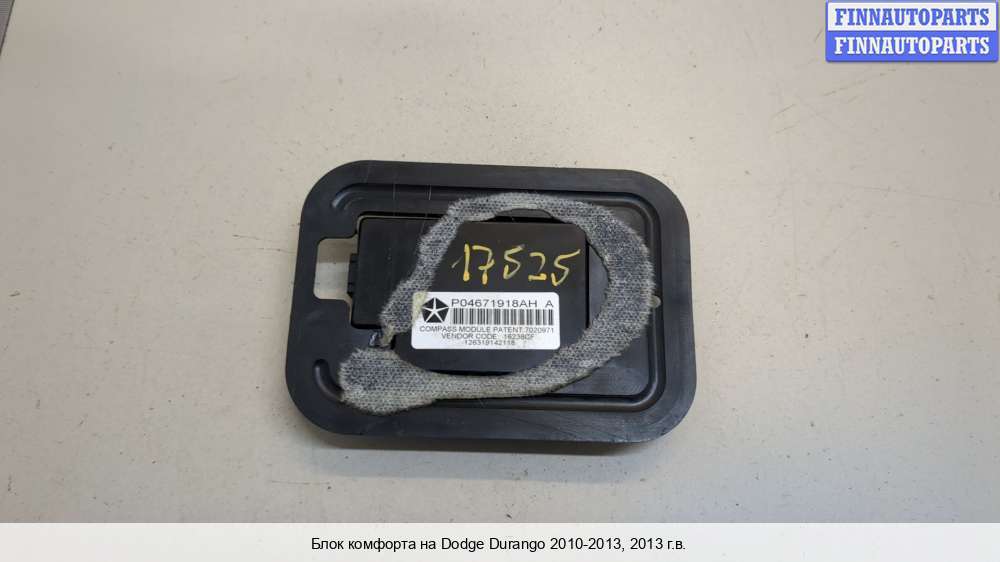 FINNAUTOPARTS
FINNAUTOPARTS
17525
P04671918AH A
COMPASS MODULE PATENT 7020971
VENDOR CODE: 16238CF
126319142118
Блок комфорта на Dodge Durango 2010-2013, 2013 г.в.